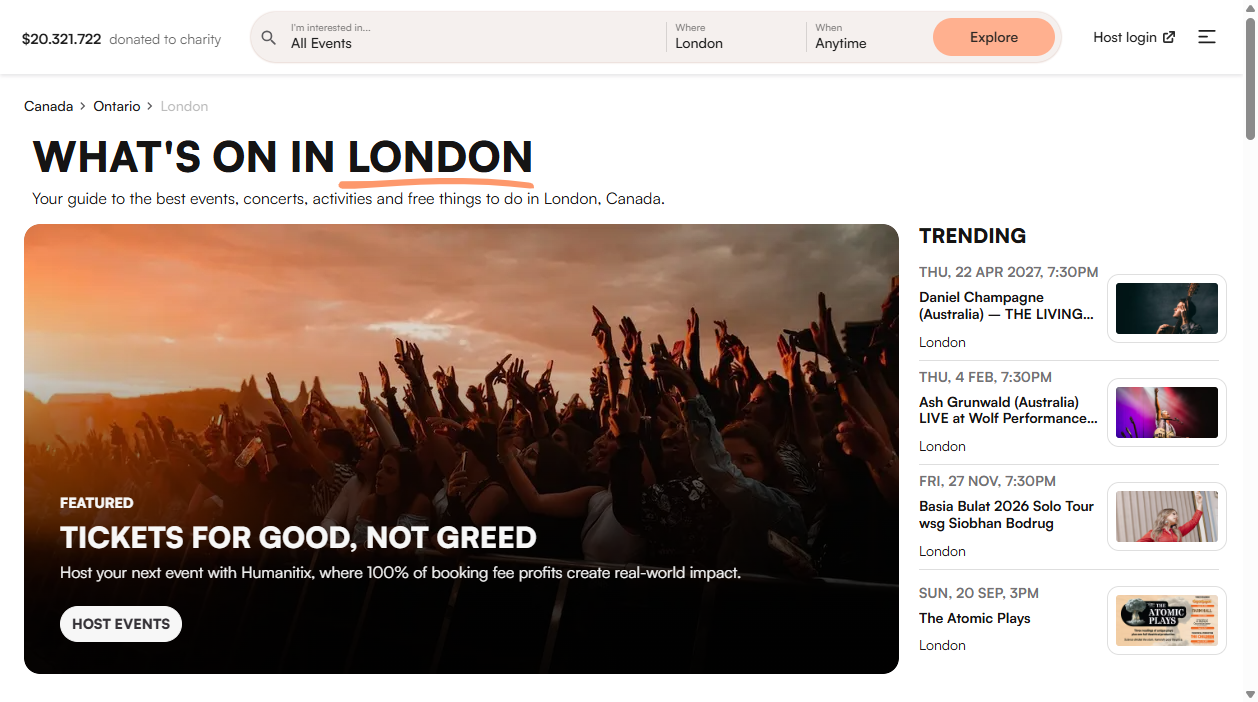 $20.321.722 donated to charity
I'm interested in...
All Events
Where
London
When
Anytime
Explore
Host login
Canada > Ontario > London
WHAT'S ON IN LONDON
Your guide to the best events, concerts, activities and free things to do in London, Canada.
FEATURED
TICKETS FOR GOOD, NOT GREED
Host your next event with Humanitix, where 100% of booking fee profits create real-world impact.
HOST EVENTS
TRENDING
THU, 22 APR 2027, 7:30PM
Daniel Champagne
(Australia) — THE LIVING...
London
THU, 4 FEB, 7:30PM
Ash Grunwald (Australia)
LIVE at Wolf Performance...
London
FRI, 27 NOV, 7:30PM
Basia Bulat 2026 Solo Tour
wsg Siobhan Bodrug
London
SUN, 20 SEP, 3PM
The Atomic Plays
London
THE
ATOMIC
PLAYS